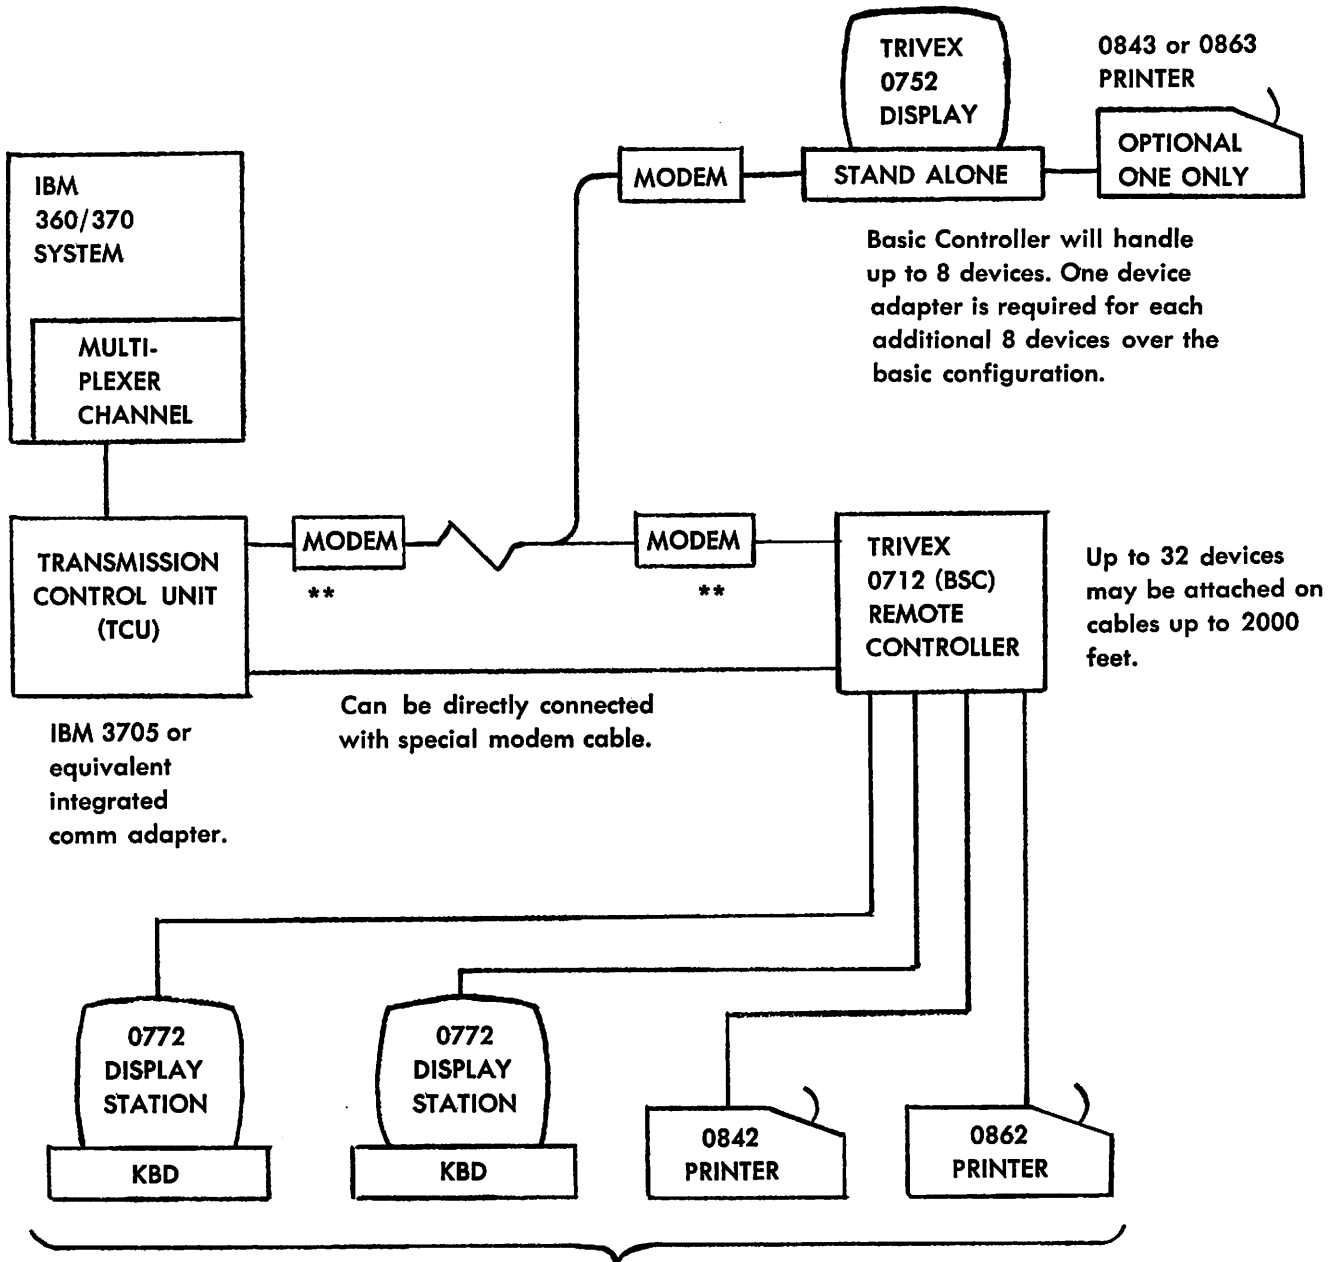 TRIVEX
0752
DISPLAY
STAND ALONE
0843 or 0863
PRINTER
OPTIONAL
ONE ONLY
MODEM
IBM
360/370
SYSTEM
MULTI-
PLEXER
CHANNEL
Basic Controller will handle
up to 8 devices. One device
adapter is required for each
additional 8 devices over the
basic configuration.
TRANSMISSION
CONTROL UNIT
(TCU)
MODEM
**
MODEM
**
TRIVEX
0712 (BSC)
REMOTE
CONTROLLER
Up to 32 devices
may be attached on
cables up to 2000
feet.
Can be directly connected
with special modem cable.
IBM 3705 or
equivalent
integrated
comm adapter.
0772
DISPLAY
STATION
KBD
0772
DISPLAY
STATION
KBD
0842
PRINTER
0862
PRINTER